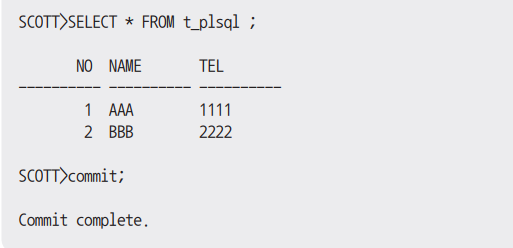 SCOTT>SELECT * FROM t_plsql ;
NO NAME TEL
---------- ---------- ----------
1 AAA 1111
2 BBB 2222
SCOTT>commit;
Commit complete.